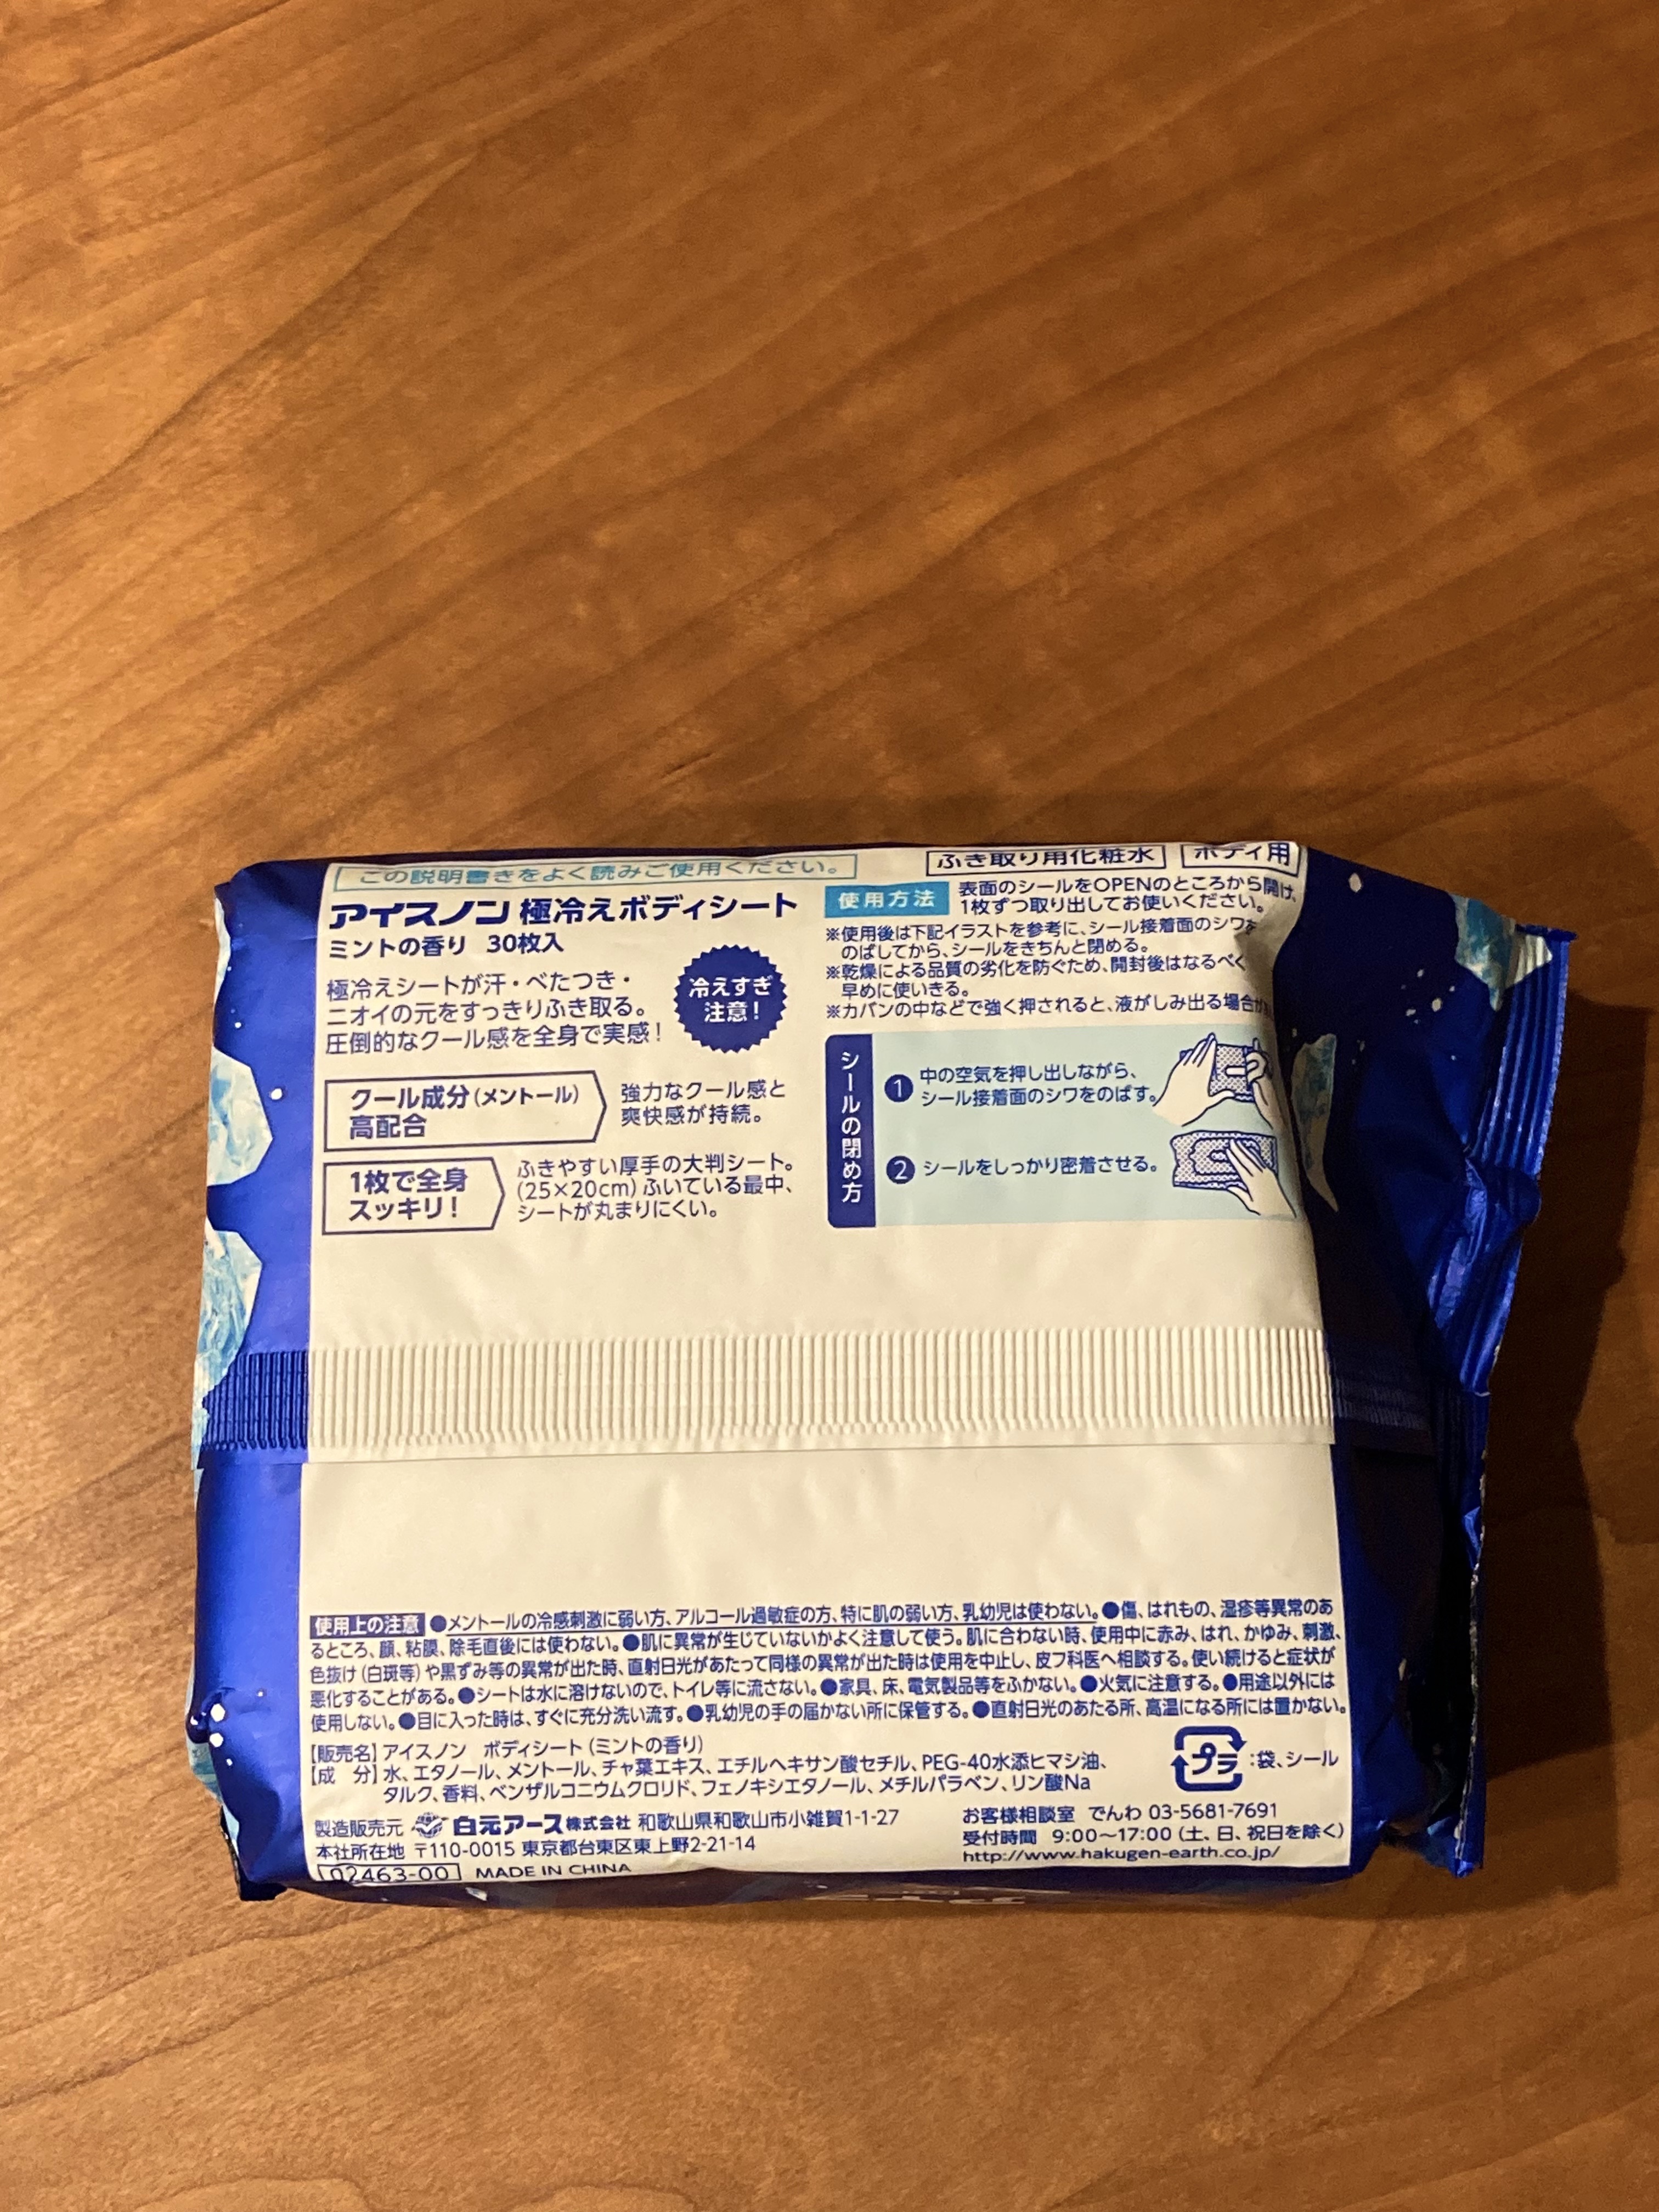 この説明書きをよく読みご使用ください。
アイスノン 極冷えボディシート
ミントの香り 30枚入
極冷えシートが汗・べたつき・
ニオイの元をすっきりふき取る。
圧倒的なクール感を全身で実感!
冷えすぎ
注意!
クール成分(メントール)
高配合
強力なクール感と
爽快感が持続。
1枚で全身
スッキリ!
ふきやすい厚手の大判シート。
(25×20cm)ふいている最中、
シートが丸まりにくい。
ふき取り用化粧水 ボディ用
使用方法
表面のシールをOPENのところから開け、
1枚ずつ取り出してお使いください。
※使用後は下記イラストを参考に、シール接着面のシワを
のばしてから、シールをきちんと閉める。
※乾燥による品質の劣化を防ぐため、開封後はなるべく
早めに使いきる。
※カバンの中などで強く押されると、液がしみ出る場合が
シールの閉め方
1 中の空気を押し出しながら、
シール接着面のシワをのばす。
2 シールをしっかり密着させる。
使用上の注意 ●メントールの冷感刺激に弱い方、アルコール過敏症の方、特に肌の弱い方、乳幼児は使わない。●傷、はれもの、湿疹等異常のあ
るところ、顔、粘膜、除毛直後には使わない。●肌に異常が生じていないかよく注意して使う。肌に合わない時、使用中に赤み、はれ、かゆみ、刺激、
色抜け(白斑等)や黒ずみ等の異常が出た時、直射日光があたって同様の異常が出た時は使用を中止し、皮フ科医へ相談する。使い続けると症状が
悪化することがある。●シートは水に溶けないので、トイレ等に流さない。●家具、床、電気製品等をふかない。●火気に注意する。●用途以外には
使用しない。●目に入った時は、すぐに充分洗い流す。●乳幼児の手の届かない所に保管する。●直射日光のあたる所、高温になる所には置かない。
【販売名】アイスノン ボディシート(ミントの香り)
【成 分】水、エタノール、メントール、チャ葉エキス、エチルヘキサン酸セチル、PEG-40水添ヒマシ油、
タルク、香料、ベンザルコニウムクロリド、フェノキシエタノール、メチルパラベン、リン酸Na
プラ :袋、シール
製造販売元 白元アース株式会社 和歌山県和歌山市小雑賀1-1-27
本社所在地 〒110-0015 東京都台東区東上野2-21-14
02463-00 MADE IN CHINA
お客様相談室 でんわ 03-5681-7691
受付時間 9:00〜17:00(土、日、祝日を除く)
http://www.hakugen-earth.co.jp/